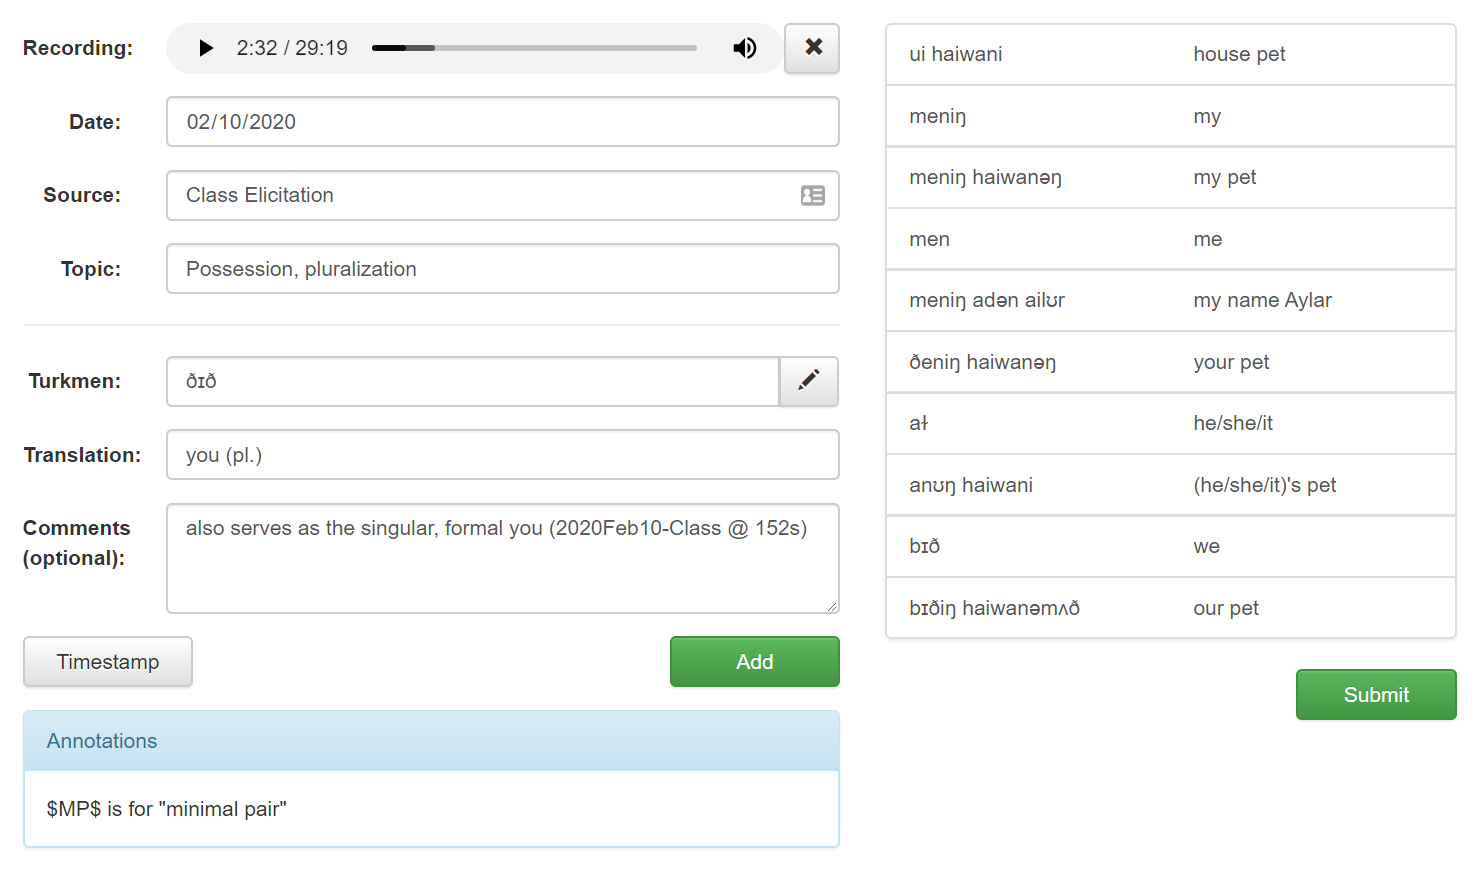 Recording:
2:32 / 29:19
Date:
02/10/2020
Source:
Class Elicitation
Topic:
Possession, pluralization
Turkmen:
ðɪð
Translation:
you (pl.)
Comments
(optional):
also serves as the singular, formal you (2020Feb10-Class @ 152s)
Timestamp
Add
Annotations
$MP$ is for "minimal pair"
ui haiwani house pet
meniŋ my
meniŋ haiwanəŋ my pet
men me
meniŋ adən ailʊr my name Aylar
ðeniŋ haiwanəŋ your pet
aɫ he/she/it
anʊŋ haiwani (he/she/it)'s pet
bɪð we
bɪðiŋ haiwanəmʌð our pet
Submit